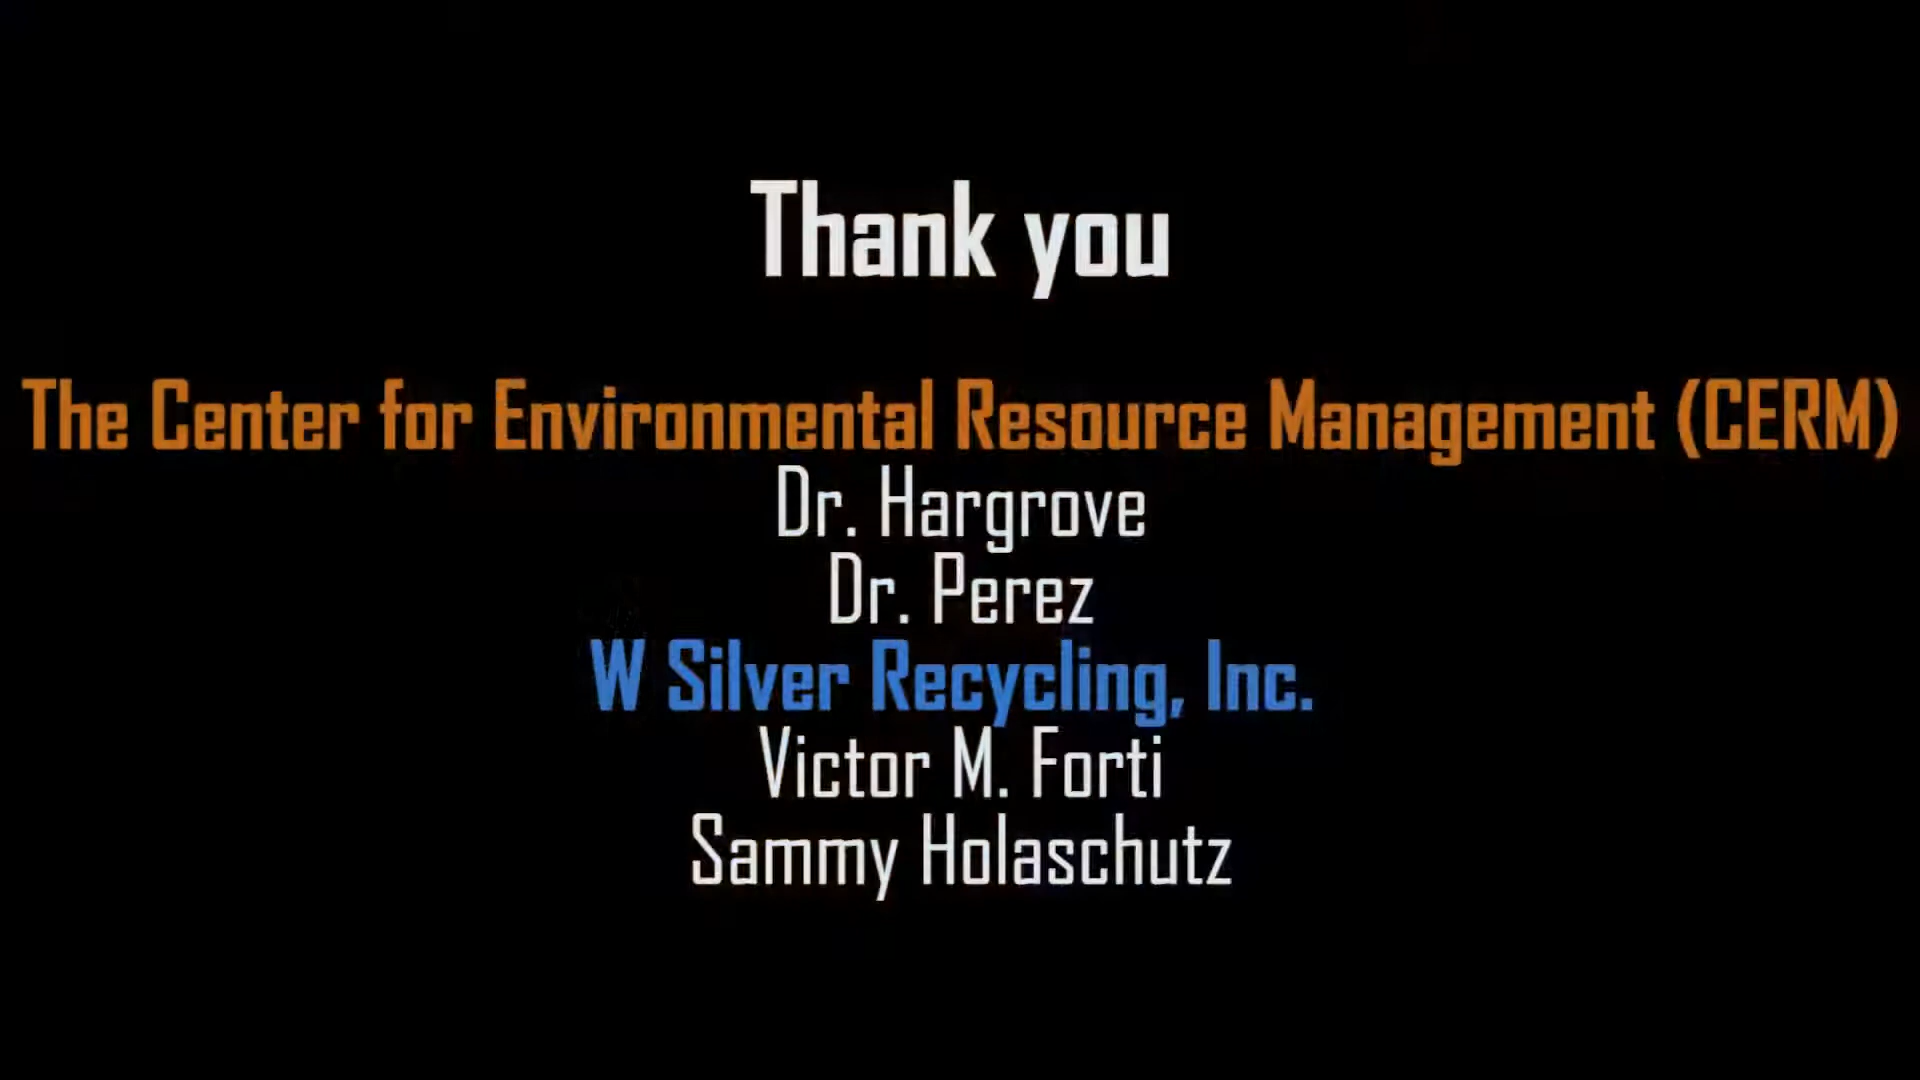 Thank you
The Center for Environmental Resource Management (CERM)
Dr. Hargrove
Dr. Perez
W Silver Recycling, Inc.
Victor M. Forti
Sammy Holaschutz